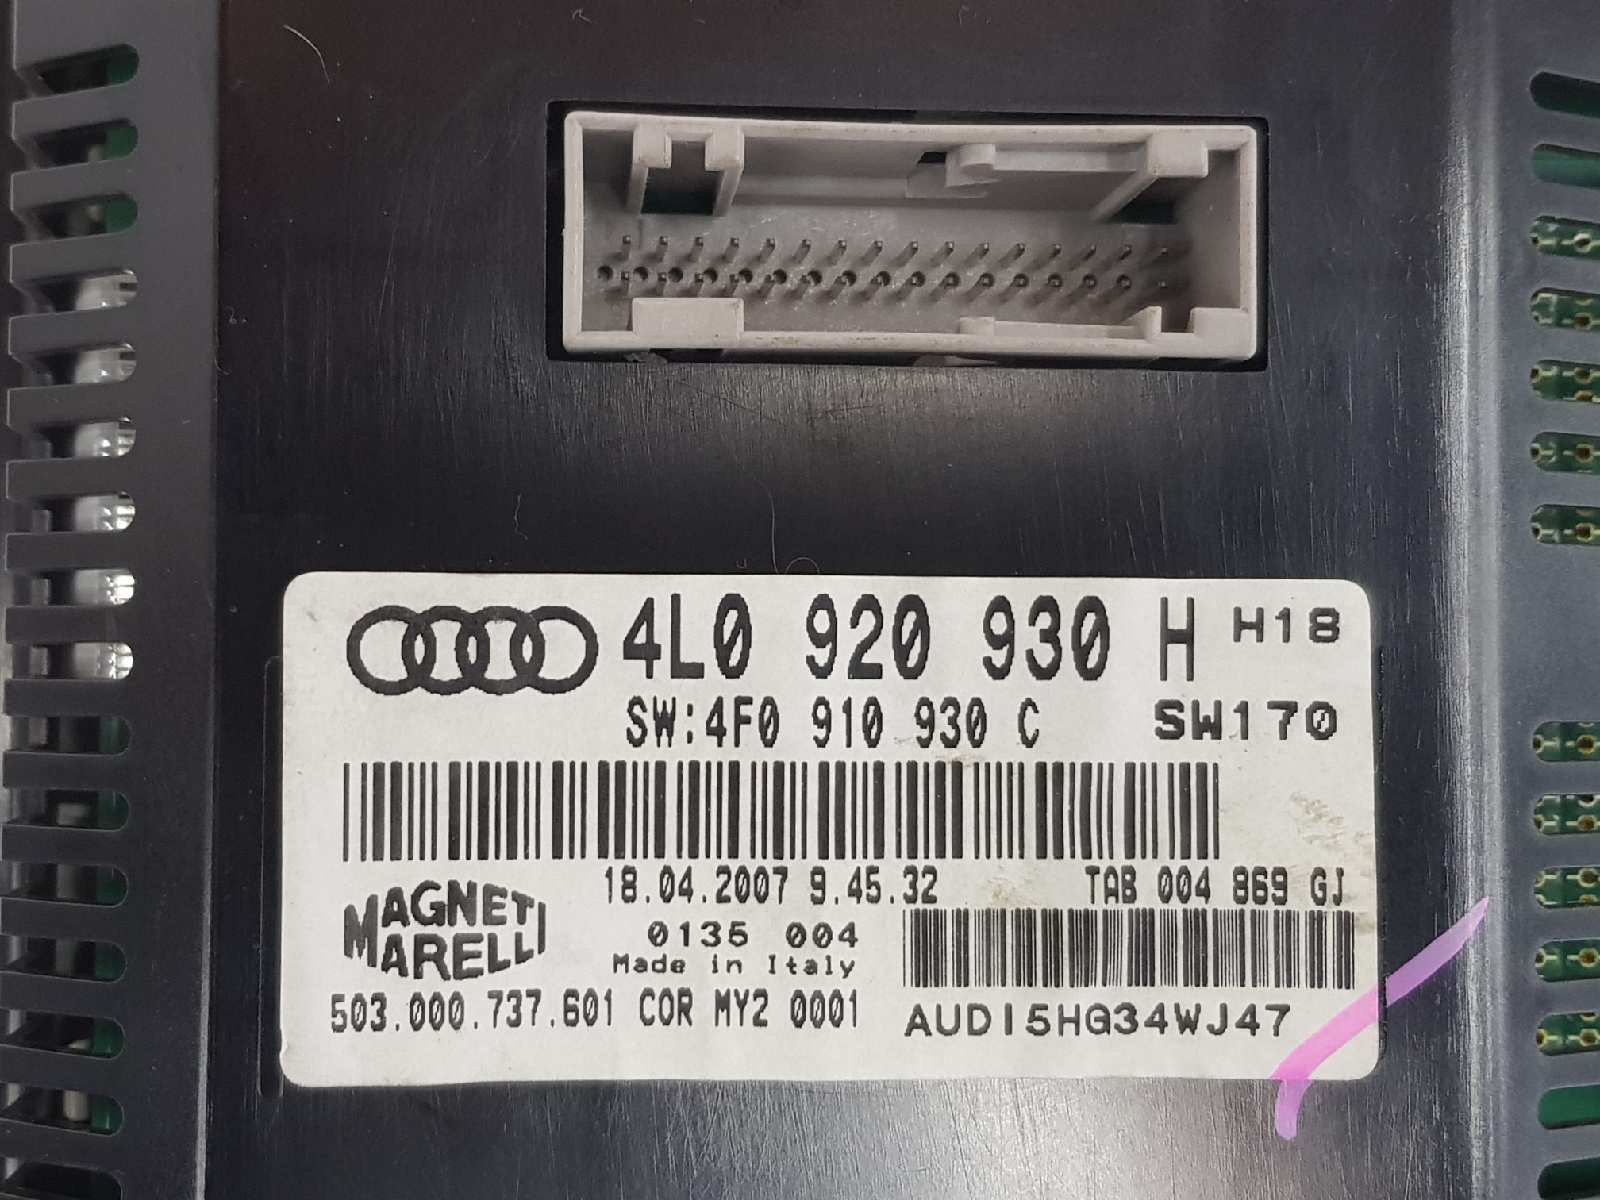 4L0 920 930 H H18
SW:4F0 910 930 C SW170
18.04.2007 9.45.32 TAB 004 869 GJ
MAGNETI MARELLI
0135 004
Made in Italy
503.000.737.601 COR MY2 0001
AUDI5HG34WJ47